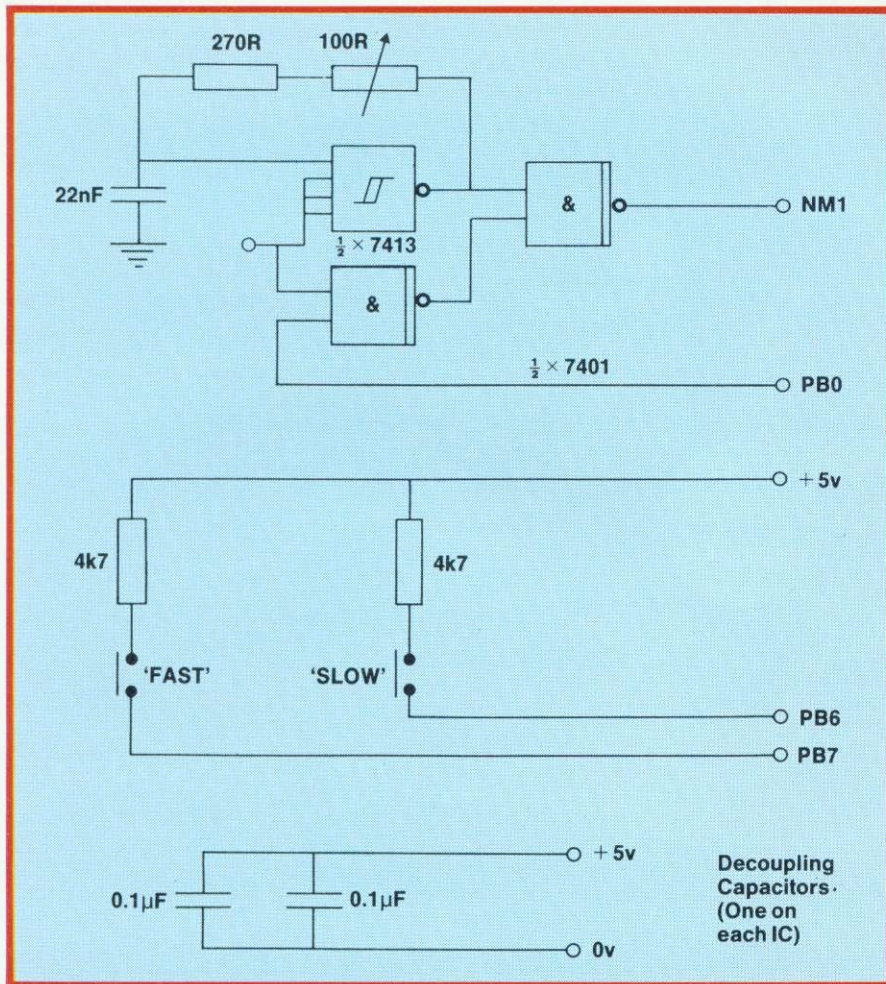 270R
100R
22nF
&
NM1
½ × 7413
&
½ × 7401
PB0
+ 5v
4k7
4k7
'FAST'
'SLOW'
PB6
PB7
+ 5v
0.1µF
0.1µF
Decoupling
Capacitors.
(One on
each IC)
0v